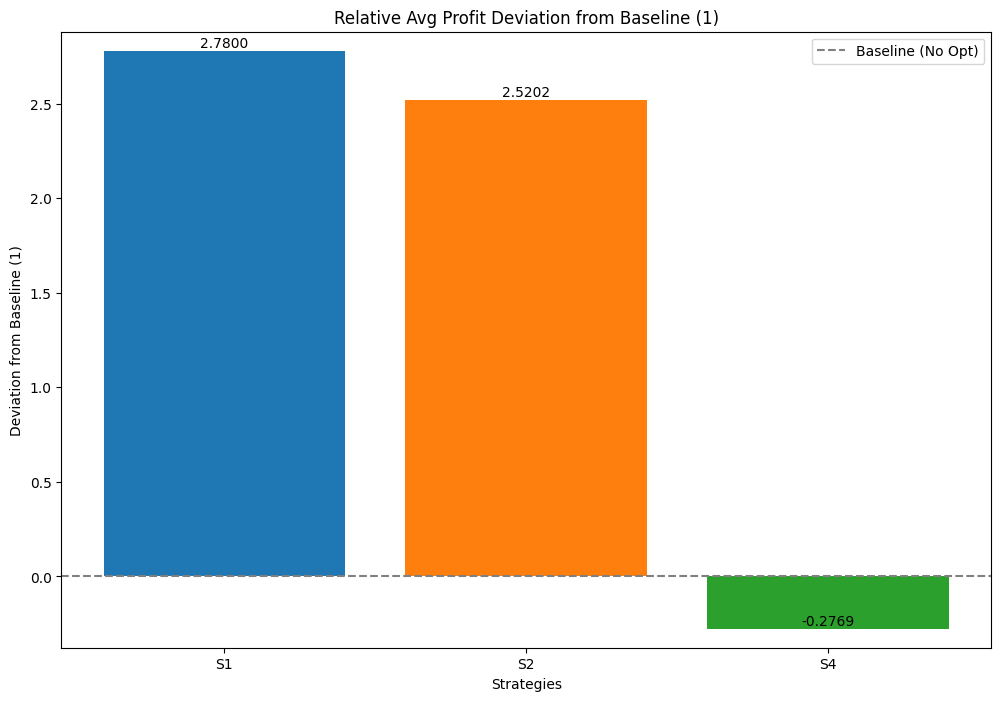 Relative Avg Profit Deviation from Baseline (1)
2.7800
Baseline (No Opt)
2.5202
2.5
2.0
1.5
1.0
0.5
0.0
Deviation from Baseline (1)
-0.2769
S1
S2
S4
Strategies